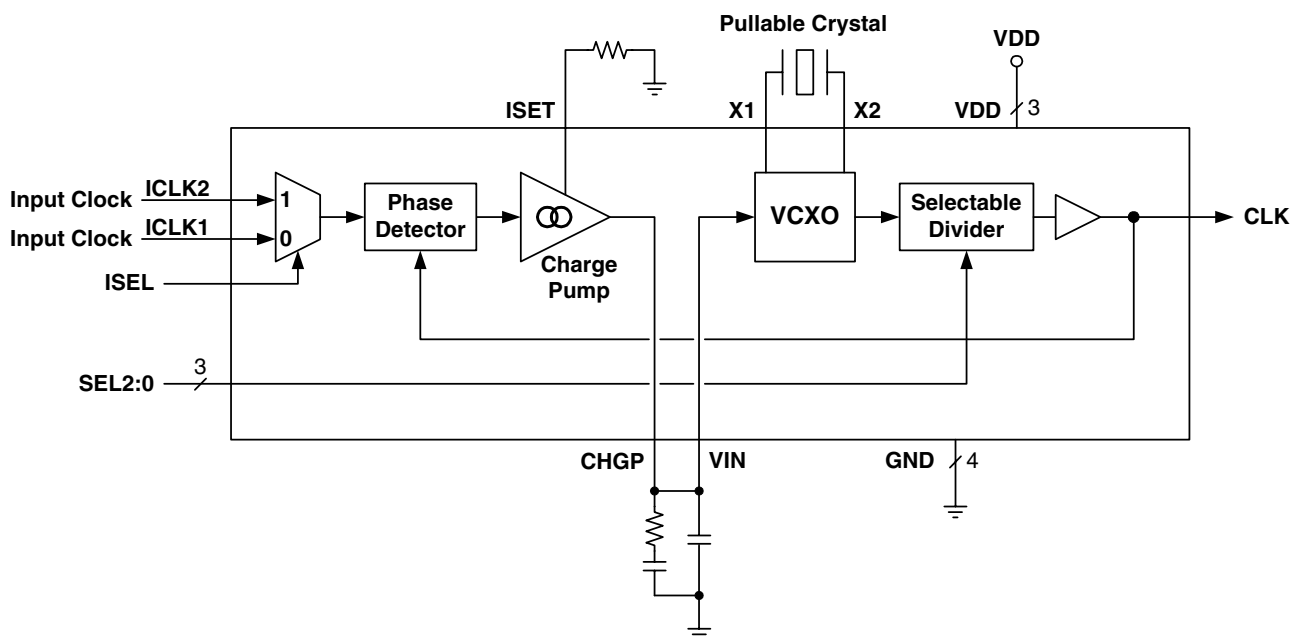 Pullable Crystal
VDD
ISET
X1
X2
VDD
3
Input Clock
ICLK2
1
Input Clock
ICLK1
0
ISEL
Phase
Detector
Charge
Pump
VCXO
Selectable
Divider
CLK
SEL2:0
3
CHGP
VIN
GND
4